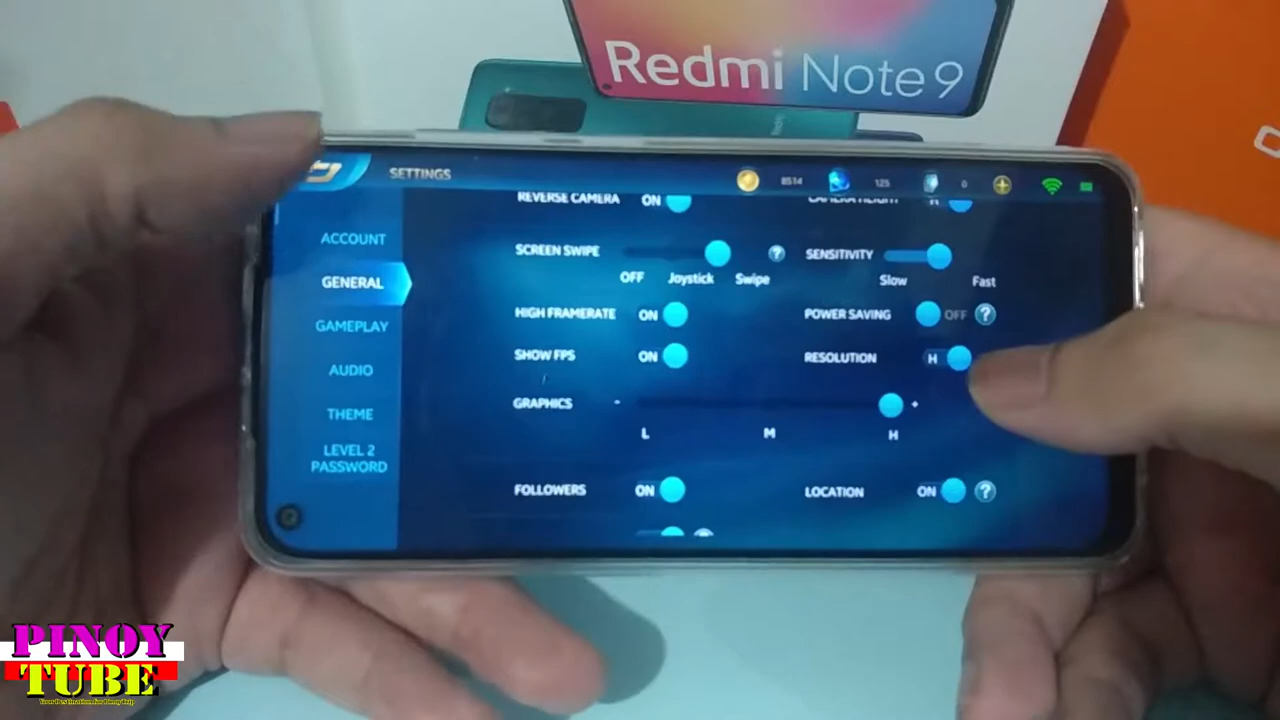 Redmi Note 9
SETTINGS
8514
125
0
REVERSE CAMERA ON
CAMERA HEIGHT H
ACCOUNT
GENERAL
GAMEPLAY
AUDIO
THEME
LEVEL 2
PASSWORD
SCREEN SWIPE
?
SENSITIVITY
OFF Joystick Swipe
Slow Fast
HIGH FRAMERATE ON
POWER SAVING OFF ?
SHOW FPS ON
RESOLUTION H
GRAPHICS - +
L M H
FOLLOWERS ON
LOCATION ON ?
PINOY
TUBE